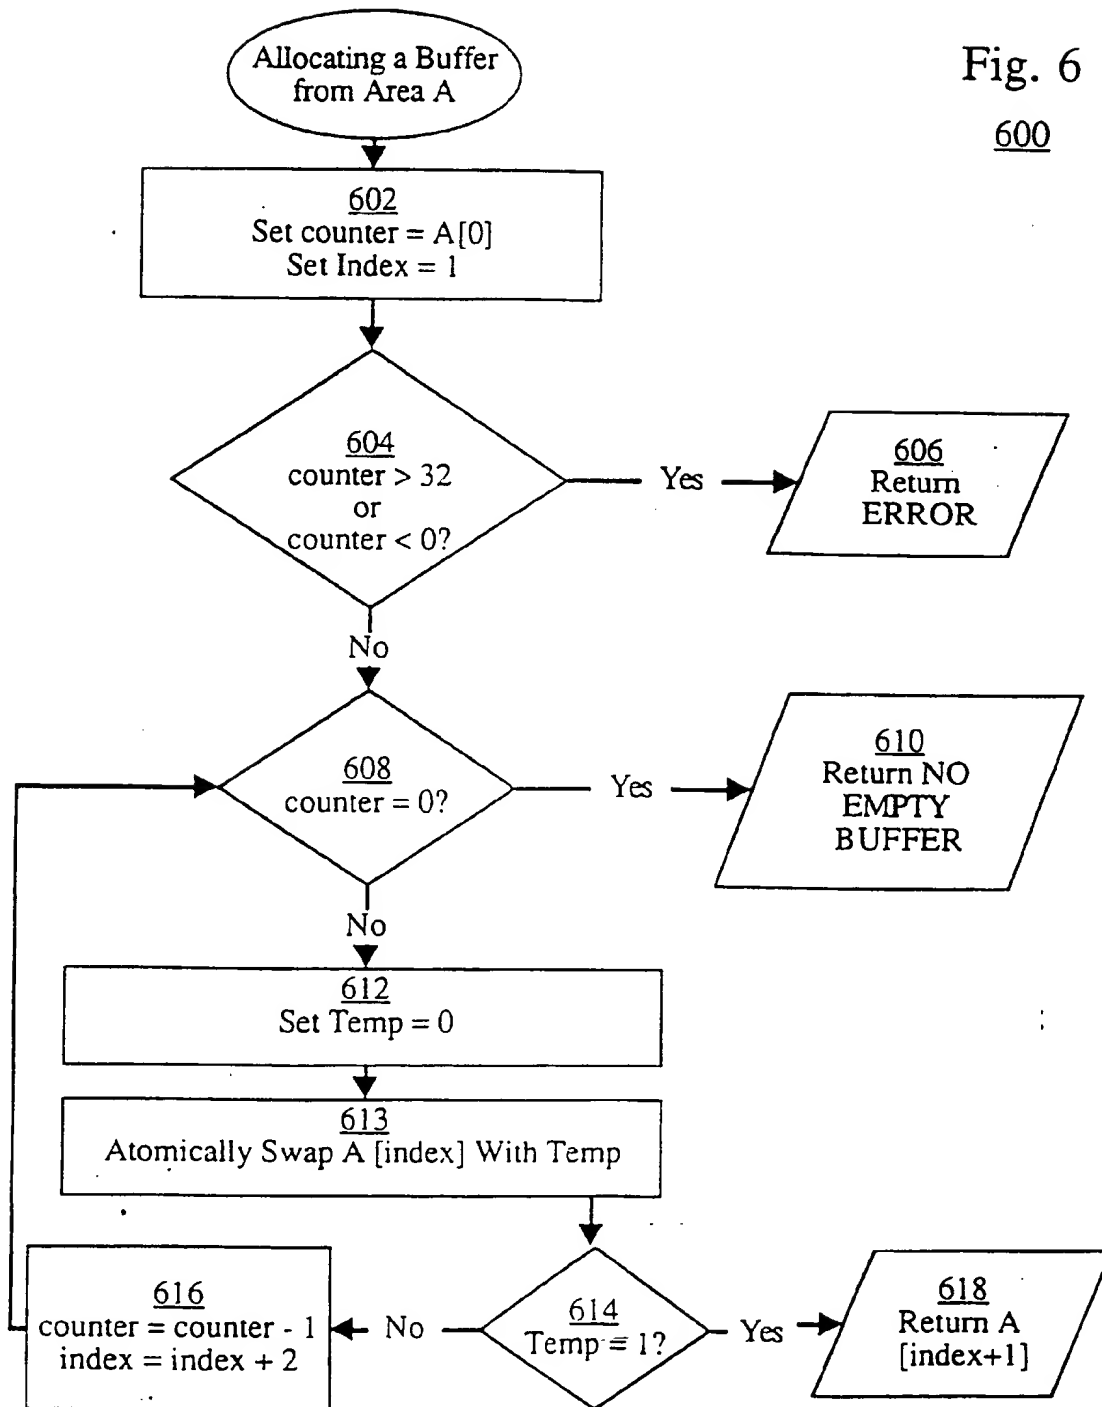 Allocating a Buffer
from Area A
Fig. 6
600
602
Set counter = A[0]
Set Index = 1
604
counter > 32
or
counter < 0?
Yes
606
Return
ERROR
No
608
counter = 0?
Yes
610
Return NO
EMPTY
BUFFER
No
612
Set Temp = 0
613
Atomically Swap A [index] With Temp
614
Temp = 1?
No
616
counter = counter - 1
index = index + 2
Yes
618
Return A
[index+1]